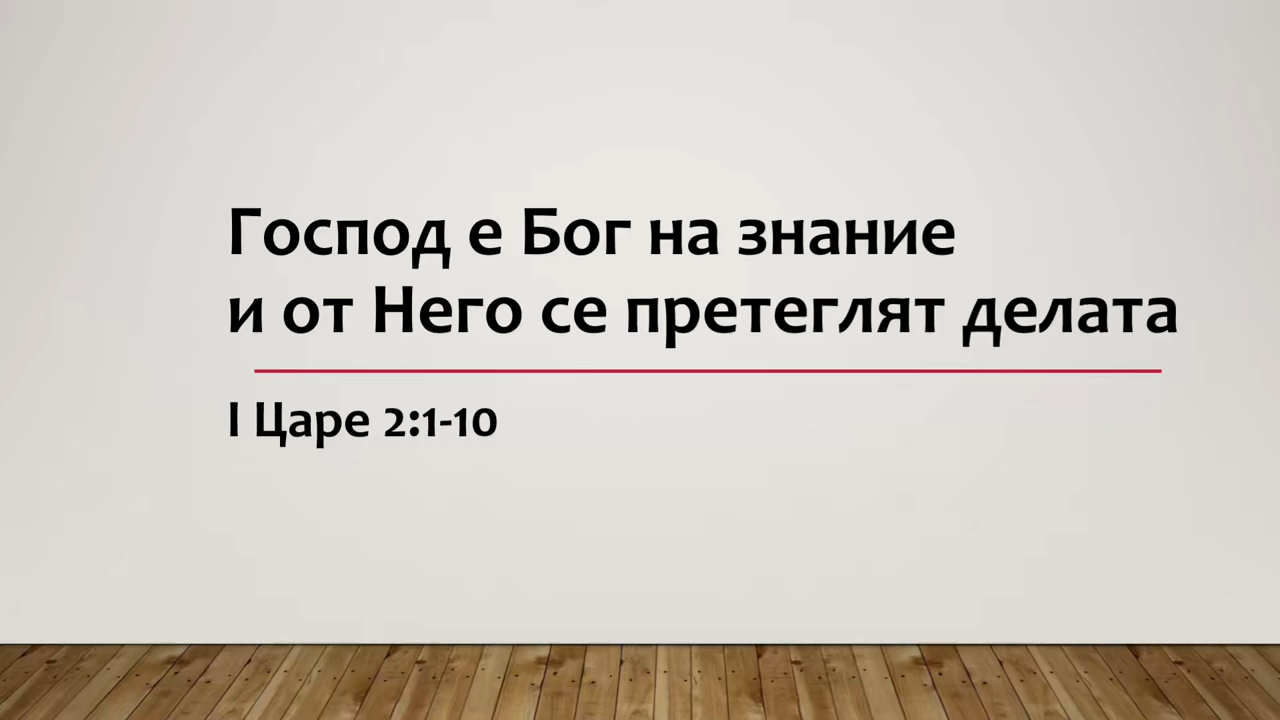 Господ е Бог на знание
и от Него се претеглят делата
I Царе 2:1-10